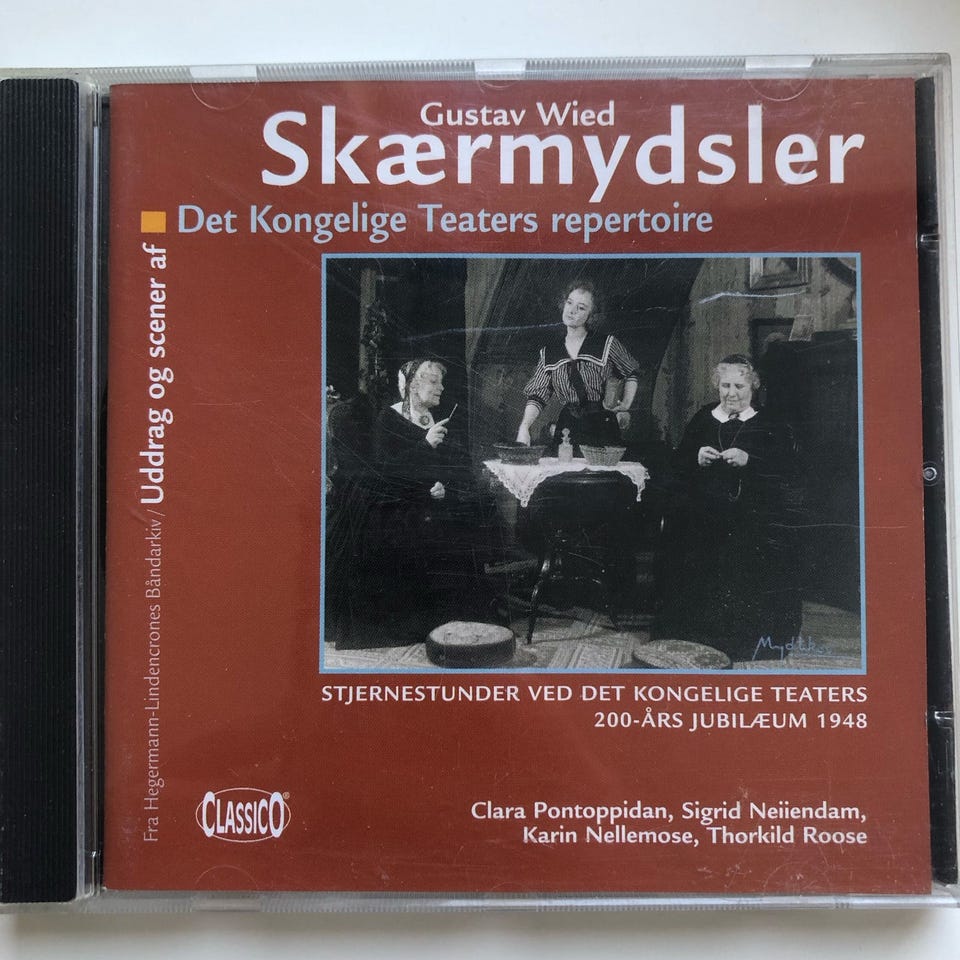 Gustav Wied
Skærmydsler
Det Kongelige Teaters repertoire
Fra Hegermann-Lindencrones Båndarkiv / Uddrag og scener af
STJERNESTUNDER VED DET KONGELIGE TEATERS
200-ÅRS JUBILÆUM 1948
CLASSICO®
Clara Pontoppidan, Sigrid Neiiendam,
Karin Nellemose, Thorkild Roose